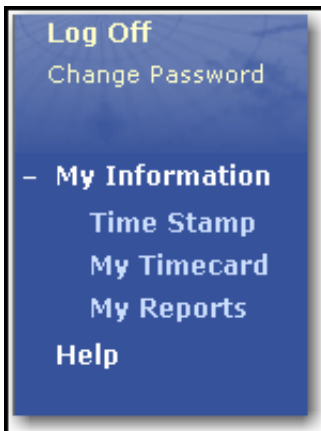 Log Off
Change Password
– My Information
Time Stamp
My Timecard
My Reports
Help